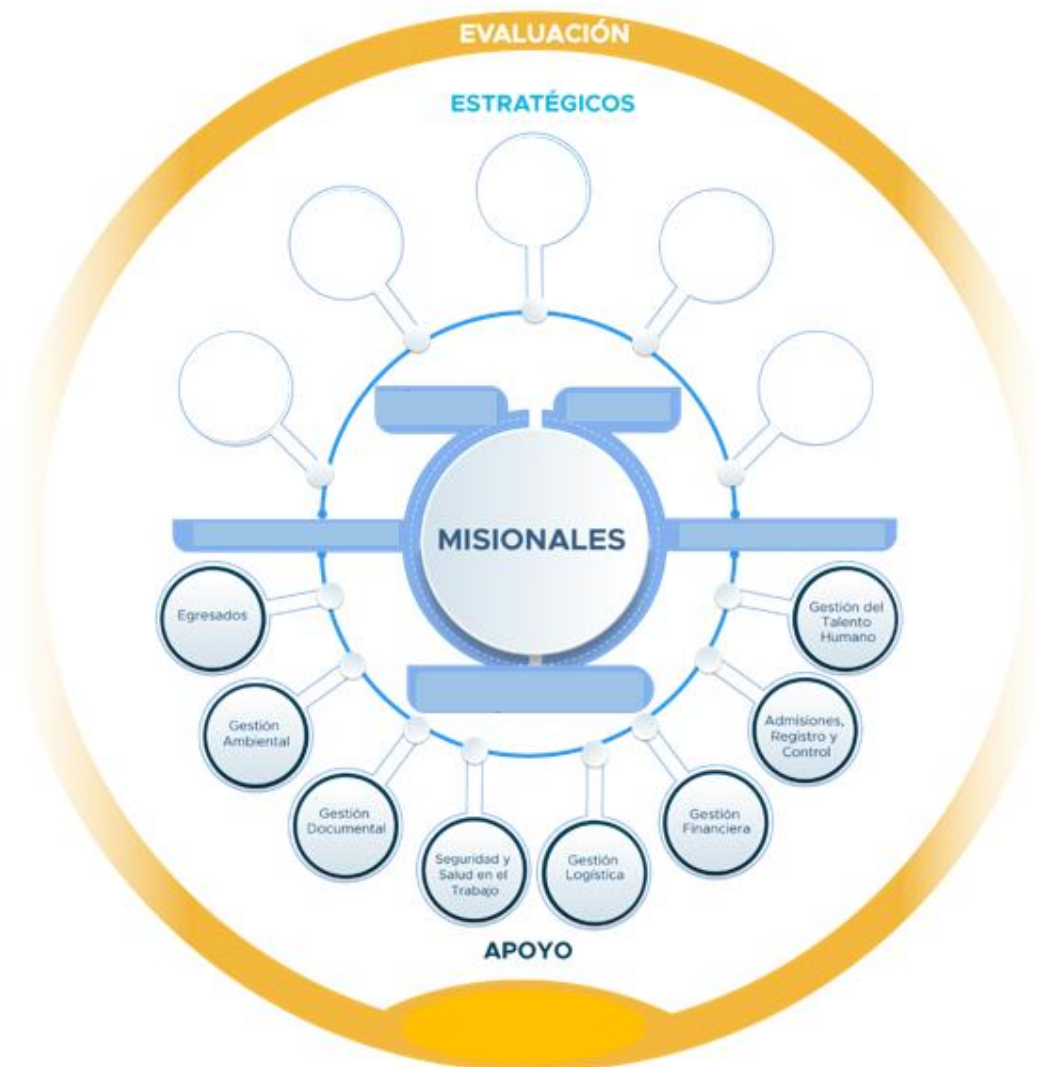 EVALUACIÓN
ESTRATÉGICOS
MISIONALES
Egresados
Gestión
Ambiental
Gestión
Documental
Seguridad y
Salud en el
Trabajo
Gestión
Logística
Gestión
Financiera
Admisiones,
Registro y
Control
Gestión del
Talento
Humano
APOYO